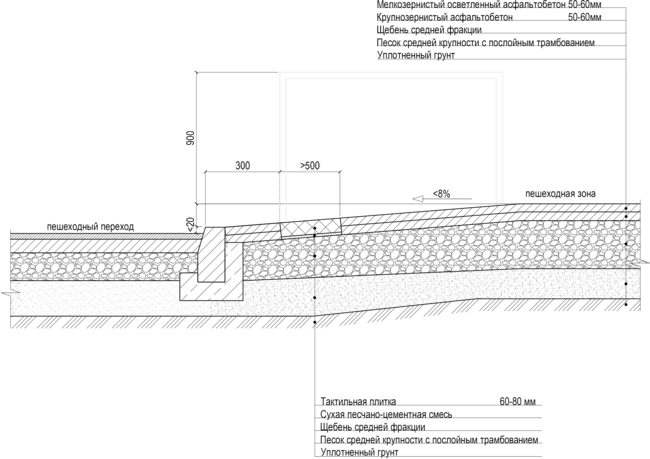 Мелкозернистый осветленный асфальтобетон 50-60мм
Крупнозернистый асфальтобетон 50-60мм
Щебень средней фракции
Песок средней крупности с послойным трамбованием
Уплотненный грунт
900
300
>500
<8%
пешеходная зона
<20
пешеходный переход
Тактильная плитка 60-80 мм
Сухая песчано-цементная смесь
Щебень средней фракции
Песок средней крупности с послойным трамбованием
Уплотненный грунт